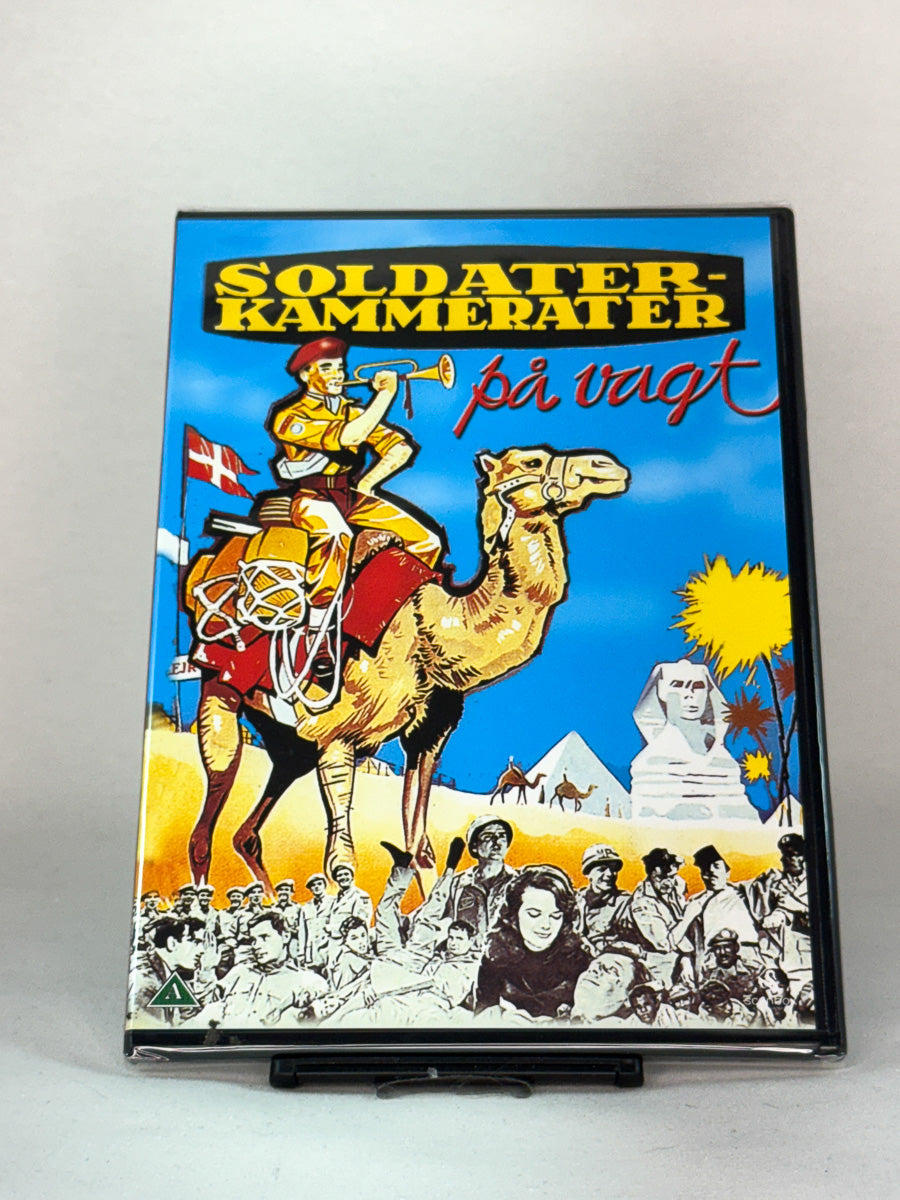 SOLDATER-
KAMMERATER
på vagt
A